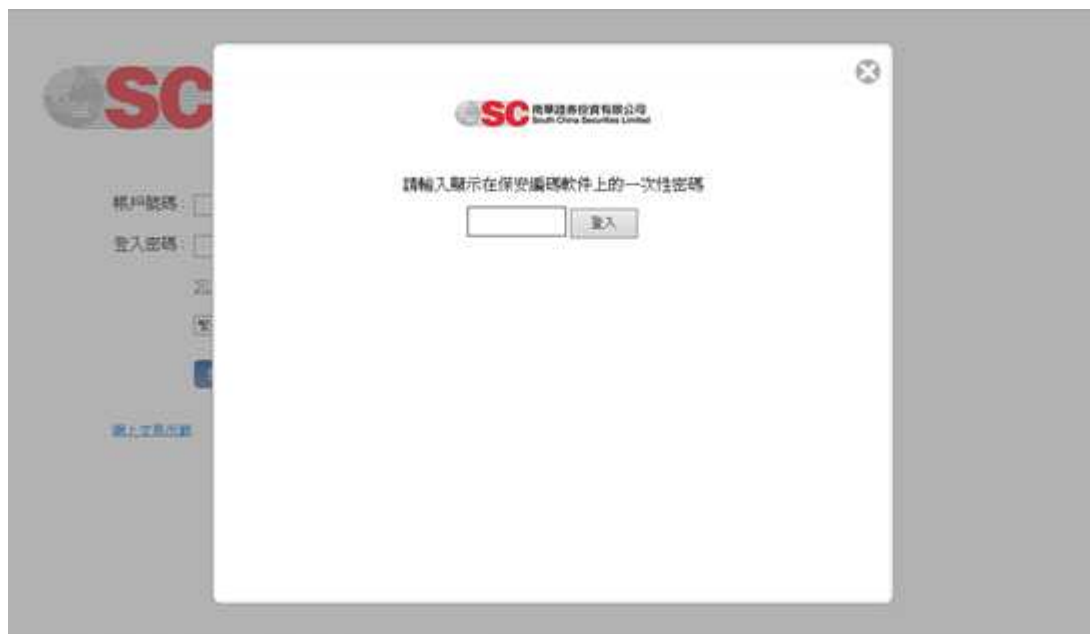 SC
SC 南華證券投資有限公司
South China Securities Limited
請輸入顯示在保安編碼軟件上的一次性密碼
登入
帳戶號碼：
登入密碼：
繁